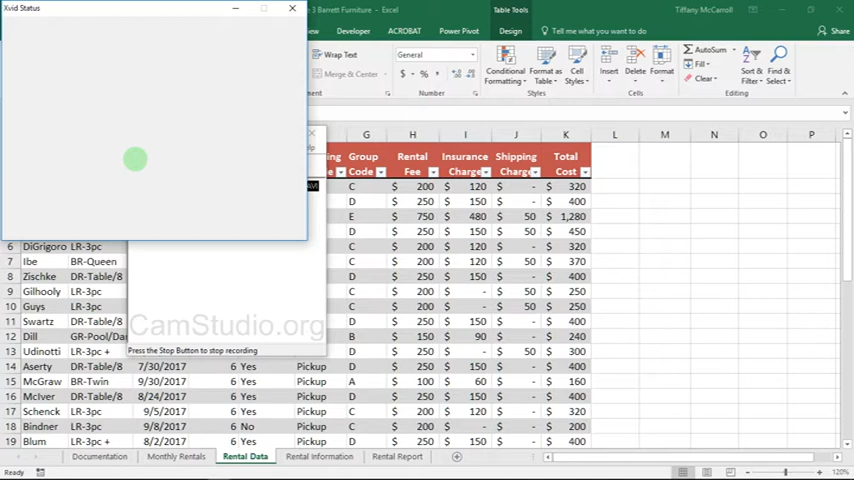 Xvid Status
e 3 Barrett Furniture - Excel
Table Tools
Tiffany McCarroll
Developer
ACROBAT
Power Pivot
Design
Tell me what you want to do
Share
Wrap Text
Merge & Center
General
$ % ,
Number
Conditional Formatting
Format as Table
Cell Styles
Styles
Insert
Delete
Format
Cells
AutoSum
Fill
Clear
Sort & Filter
Find & Select
Editing
G H I J K L M N O P
Group Code Rental Fee Insurance Charge Shipping Charge Total Cost
C $ 200 $ 120 $ - $ 320
D $ 250 $ 150 $ - $ 400
E $ 750 $ 480 $ 50 $ 1,280
D $ 250 $ 150 $ 50 $ 450
6 DiGrigoro LR-3pc C $ 200 $ 120 $ - $ 320
7 Ibe BR-Queen C $ 200 $ 120 $ 50 $ 370
8 Zischke DR-Table/8 D $ 250 $ 150 $ - $ 400
9 Gilhooly LR-3pc C $ 200 $ - $ 50 $ 250
10 Guys LR-3pc C $ 200 $ - $ 50 $ 250
11 Swartz DR-Table/8 D $ 250 $ 150 $ - $ 400
12 Dill GR-Pool/Dar B $ 150 $ 90 $ - $ 240
13 Udinotti LR-3pc + D $ 250 $ - $ 50 $ 300
CamStudio.org
Press the Stop Button to stop recording
14 Aserty DR-Table/8 7/30/2017 6 Yes Pickup D $ 250 $ 150 $ - $ 400
15 McGraw BR-Twin 9/30/2017 6 Yes Pickup A $ 100 $ 60 $ - $ 160
16 McIver DR-Table/8 8/24/2017 6 Yes Pickup D $ 250 $ 150 $ - $ 400
17 Schenck LR-3pc 9/5/2017 6 Yes Pickup C $ 200 $ 120 $ - $ 320
18 Bindner LR-3pc 9/8/2017 6 No Pickup C $ 200 $ - $ - $ 200
19 Blum LR-3pc + 8/2/2017 6 Yes Pickup D $ 250 $ 150 $ - $ 400
Documentation
Monthly Rentals
Rental Data
Rental Information
Rental Report
Ready
120%